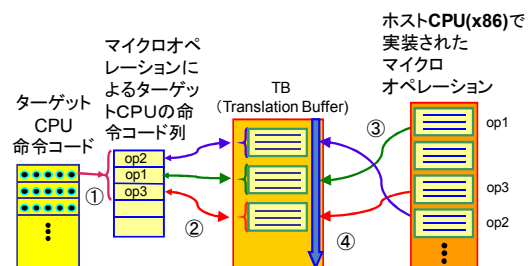 ターゲット
CPU
命令コード
①
マイクロオペ
レーションに
よるターゲッ
トCPUの命
令コード列
op2
op1
op3
②
TB
（Translation Buffer）
③
④
ホストCPU(x86)で
実装された
マイクロ
オペレーション
op1
op3
op2